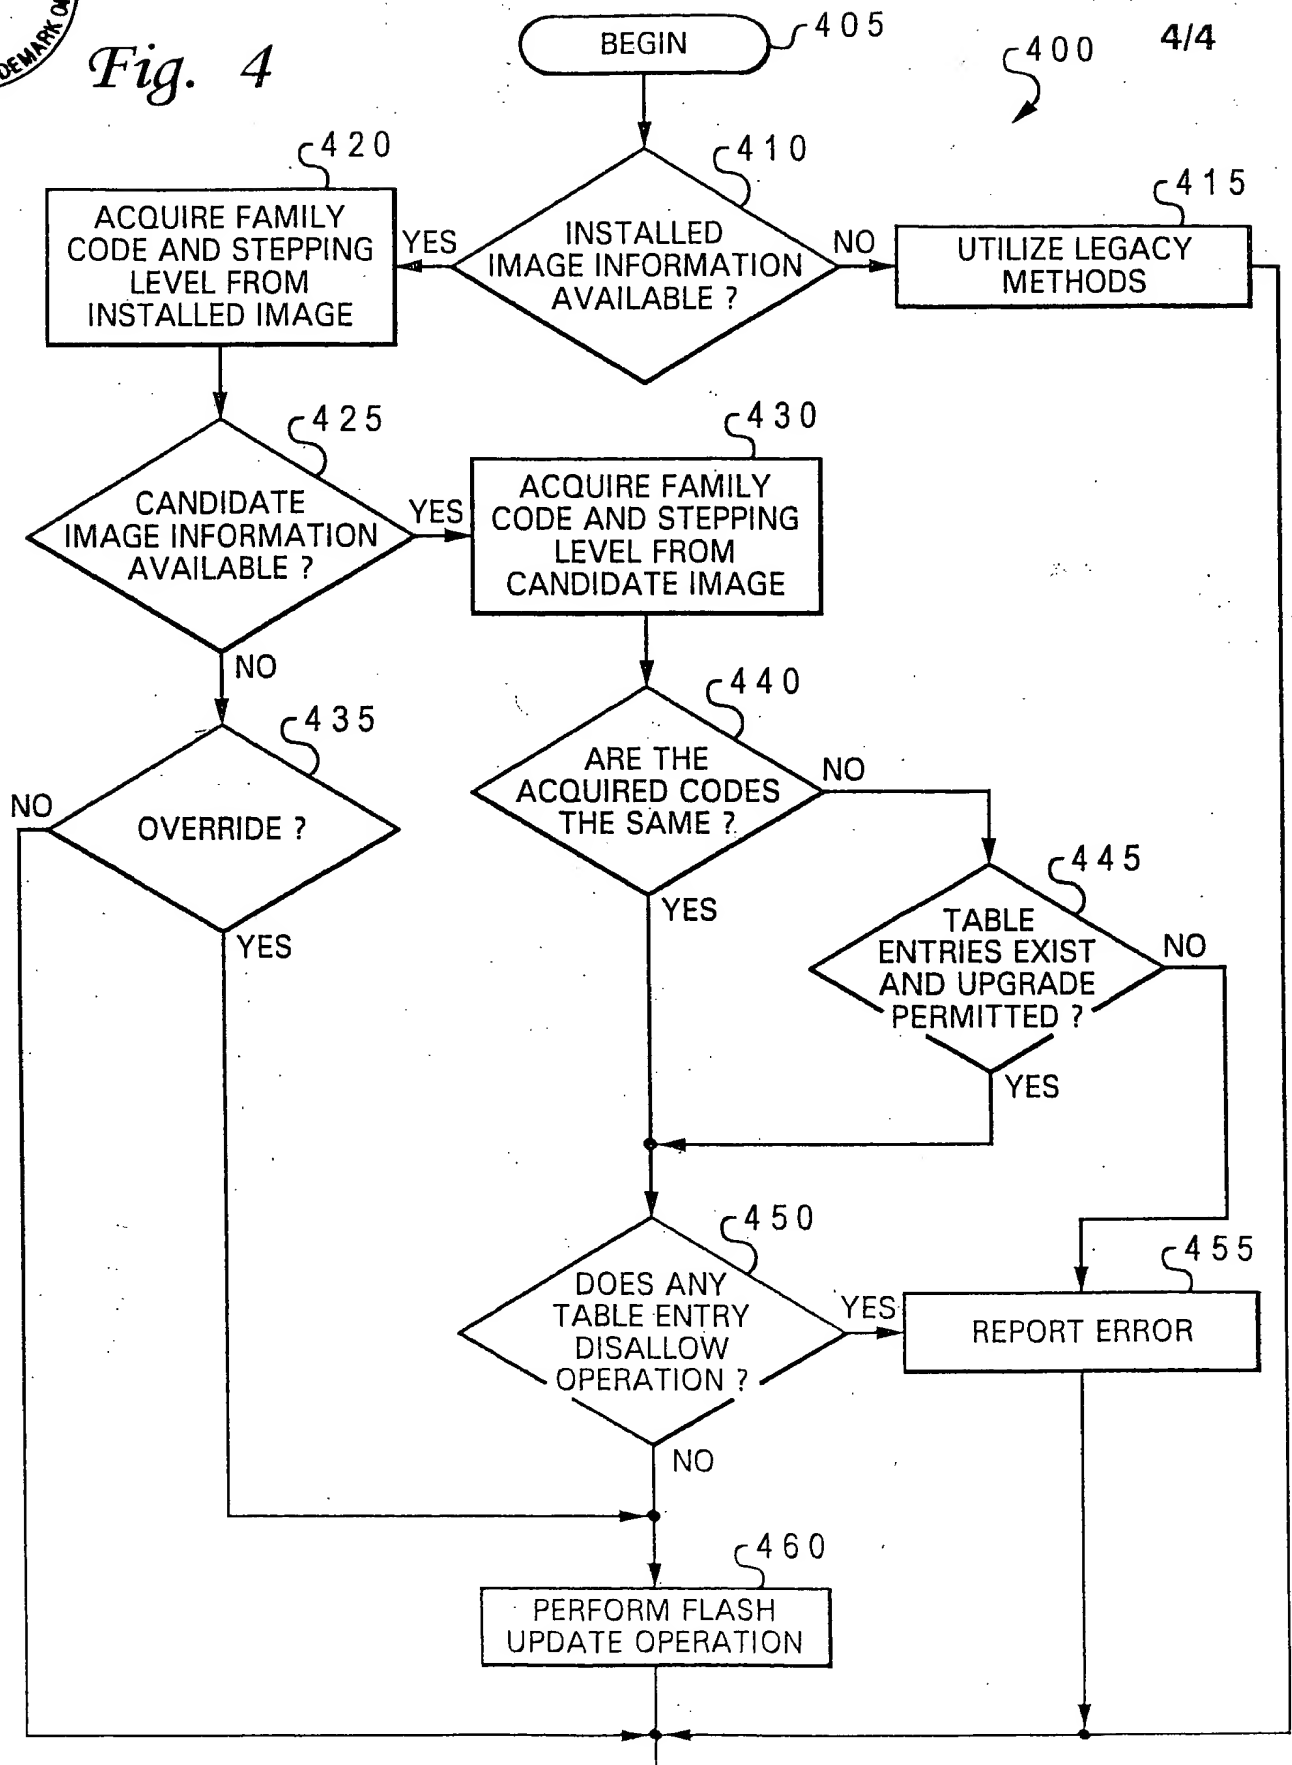 DEMARK
Fig. 4
4/4
400
BEGIN
405
410
INSTALLED
IMAGE INFORMATION
AVAILABLE ?
YES
NO
415
UTILIZE LEGACY
METHODS
420
ACQUIRE FAMILY
CODE AND STEPPING
LEVEL FROM
INSTALLED IMAGE
425
CANDIDATE
IMAGE INFORMATION
AVAILABLE ?
YES
NO
430
ACQUIRE FAMILY
CODE AND STEPPING
LEVEL FROM
CANDIDATE IMAGE
435
OVERRIDE ?
NO
YES
440
ARE THE
ACQUIRED CODES
THE SAME ?
NO
YES
445
TABLE
ENTRIES EXIST
AND UPGRADE
PERMITTED ?
NO
YES
450
DOES ANY
TABLE ENTRY
DISALLOW
OPERATION ?
YES
NO
455
REPORT ERROR
460
PERFORM FLASH
UPDATE OPERATION